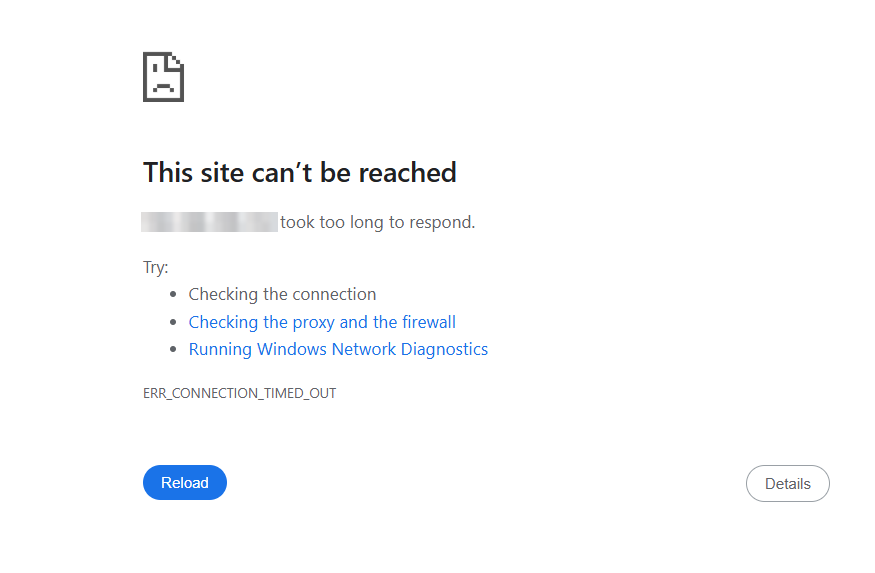 This site can’t be reached
took too long to respond.
Try:
Checking the connection
Checking the proxy and the firewall
Running Windows Network Diagnostics
ERR_CONNECTION_TIMED_OUT
Reload
Details